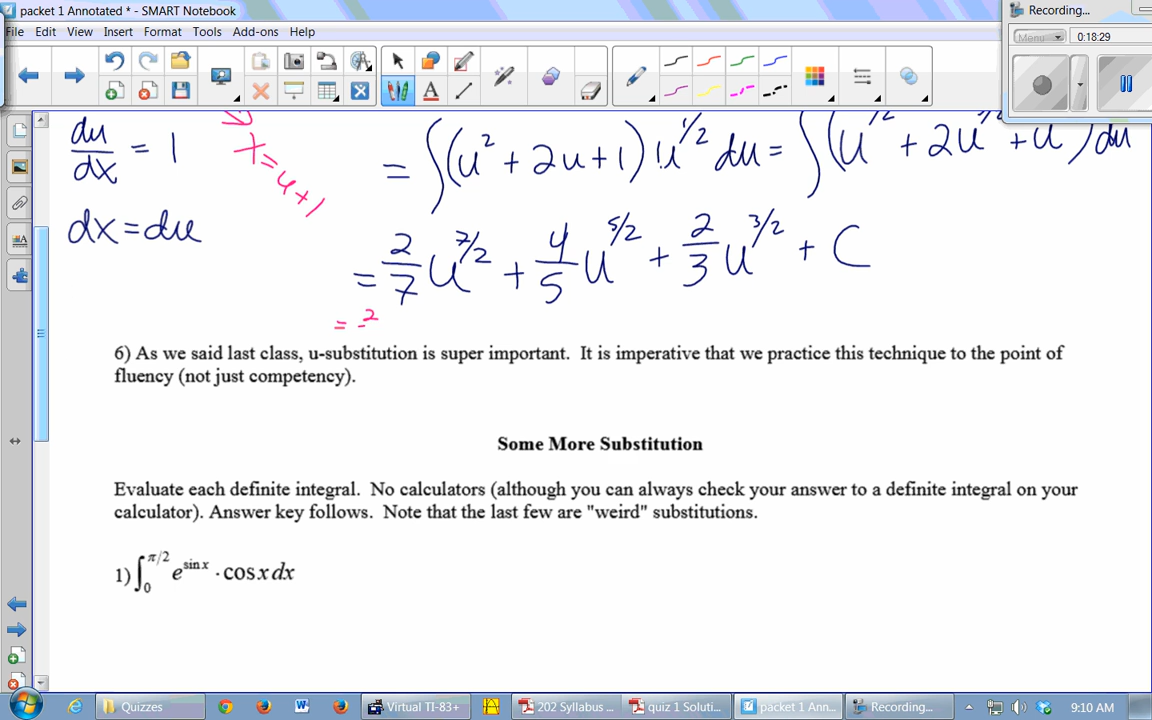 packet 1 Annotated * - SMART Notebook
Recording...
File Edit View Insert Format Tools Add-ons Help
Menu
0:18:29
du/dx = 1
x = u + 1
= ∫(u² + 2u + 1) u^1/2 du = ∫(u + 2u + u) du
dx = du
= 2/7 u^7/2 + 4/5 u^5/2 + 2/3 u^3/2 + C
= 2
6) As we said last class, u-substitution is super important. It is imperative that we practice this technique to the point of
fluency (not just competency).
Some More Substitution
Evaluate each definite integral. No calculators (although you can always check your answer to a definite integral on your
calculator). Answer key follows. Note that the last few are "weird" substitutions.
1) ∫₀^π/2 e^sin x · cos x dx
Quizzes
Virtual TI-83+
202 Syllabus ...
quiz 1 Soluti...
packet 1 Ann...
Recording...
9:10 AM